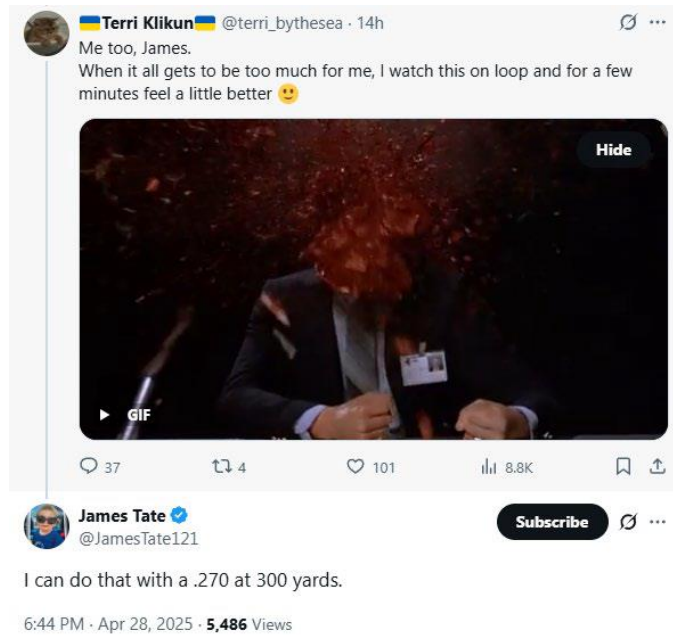 🇺🇦Terri Klikun🇺🇦 @terri_bythesea · 14h
Me too, James.
When it all gets to be too much for me, I watch this on loop and for a few
minutes feel a little better 🙂
Hide
GIF
37 4 101 8.8K
James Tate
@JamesTate121
Subscribe
I can do that with a .270 at 300 yards.
6:44 PM · Apr 28, 2025 · 5,486 Views